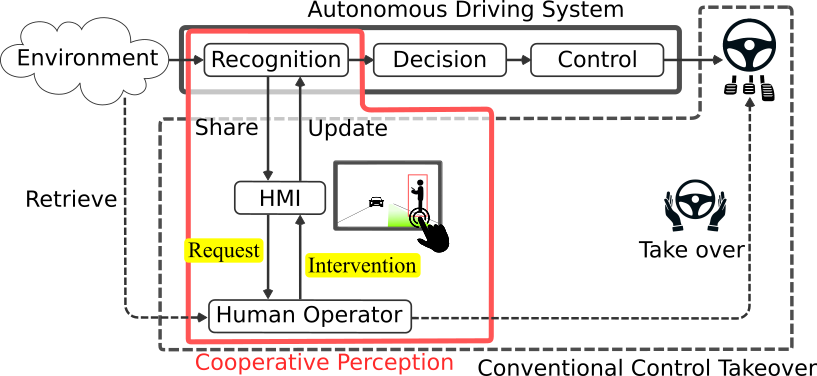 Autonomous Driving System
Environment
Recognition
Decision
Control
Share
Update
Retrieve
HMI
Request
Intervention
Take over
Human Operator
Cooperative Perception
Conventional Control Takeover